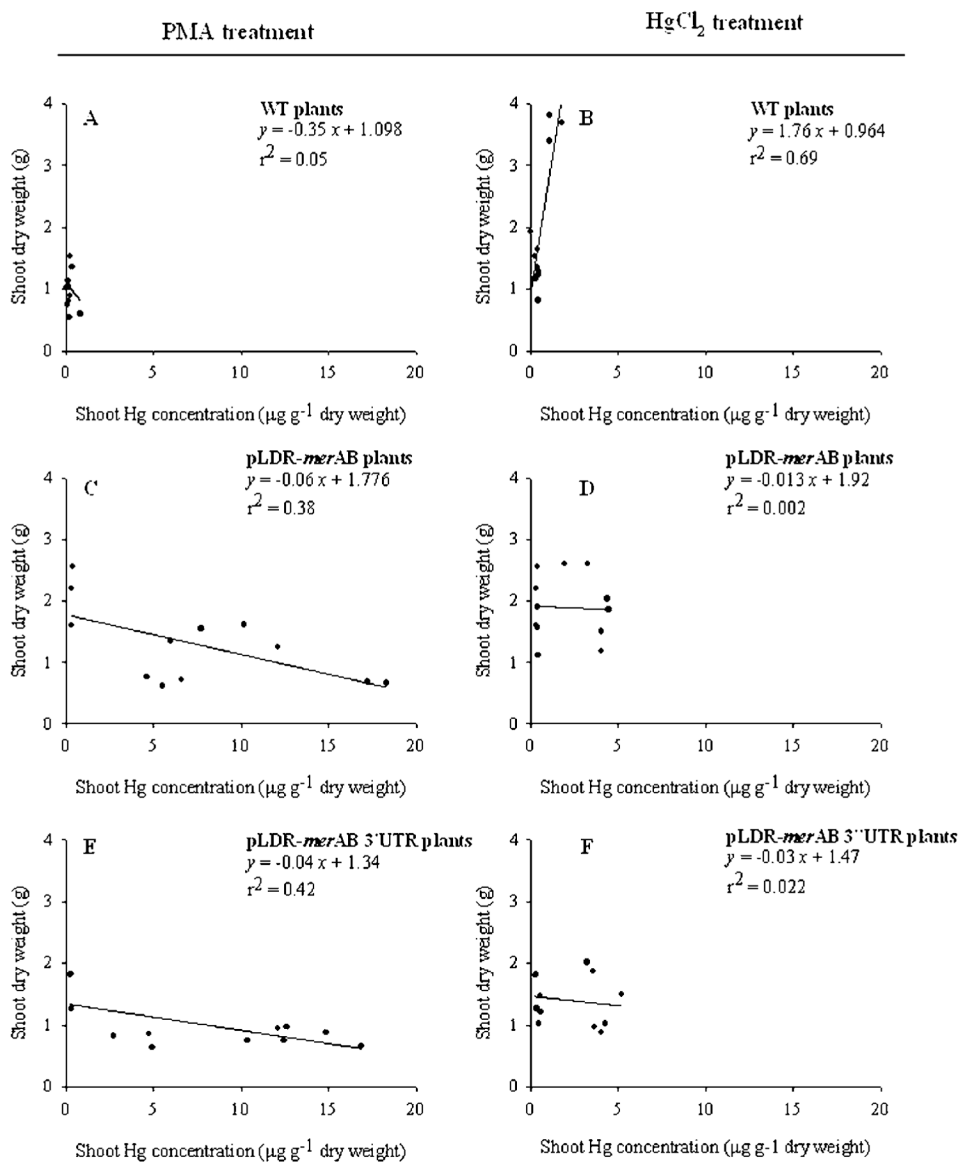 PMA treatment
HgCl2 treatment
A
WT plants
y = -0.35 x + 1.098
r2 = 0.05
Shoot dry weight (g)
4
3
2
1
0
0 5 10 15 20
Shoot Hg concentration (µg g-1 dry weight)
B
WT plants
y = 1.76 x + 0.964
r2 = 0.69
Shoot dry weight (g)
4
3
2
1
0
0 5 10 15 20
Shoot Hg concentration (µg g-1 dry weight)
C
pLDR-merAB plants
y = -0.06 x + 1.776
r2 = 0.38
Shoot dry weight (g)
4
3
2
1
0
0 5 10 15 20
Shoot Hg concentration (µg g-1 dry weight)
D
pLDR-merAB plants
y = -0.013 x + 1.92
r2 = 0.002
Shoot dry weight (g)
4
3
2
1
0
0 5 10 15 20
Shoot Hg concentration (µg g-1 dry weight)
E
pLDR-merAB 3'UTR plants
y = -0.04 x + 1.34
r2 = 0.42
Shoot dry weight (g)
4
3
2
1
0
0 5 10 15 20
Shoot Hg concentration (µg g-1 dry weight)
F
pLDR-merAB 3''UTR plants
y = -0.03 x + 1.47
r2 = 0.022
Shoot dry weight (g)
4
3
2
1
0
0 5 10 15 20
Shoot Hg concentration (µg g-1 dry weight)